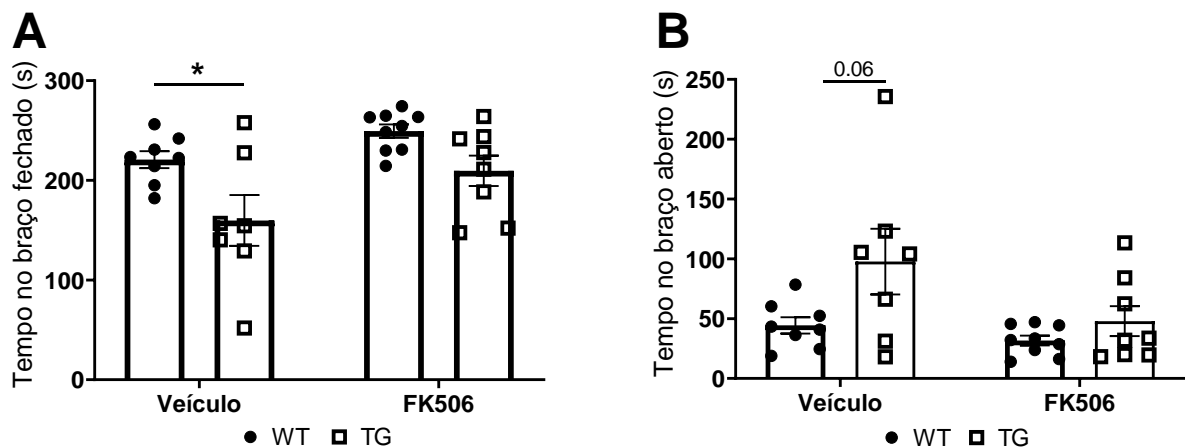 A
Tempo no braço fechado (s)
300
200
100
0
*
Veículo
FK506
WT
TG
B
Tempo no braço aberto (s)
250
200
150
100
50
0
0.06
Veículo
FK506
WT
TG